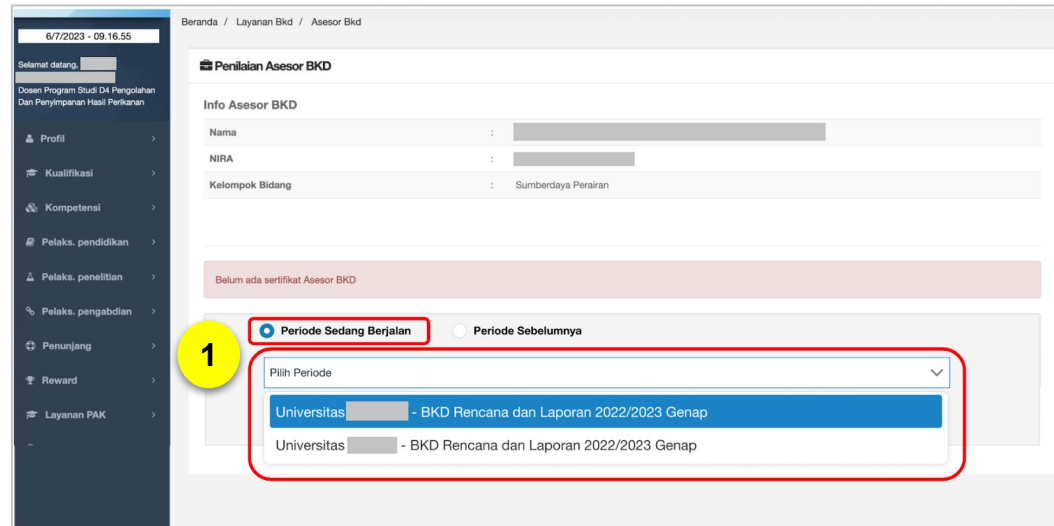 6/7/2023 - 09.16.55
Selamat datang,
Dosen Program Studi D4 Pengolahan
Dan Penyimpanan Hasil Perikanan
Profil
Kualifikasi
Kompetensi
Pelaks. pendidikan
Pelaks. penelitian
Pelaks. pengabdian
Penunjang
Reward
Layanan PAK
Beranda / Layanan Bkd / Asesor Bkd
Penilaian Asesor BKD
Info Asesor BKD
Nama :
NIRA :
Kelompok Bidang : Sumberdaya Perairan
Belum ada sertifikat Asesor BKD
1
Periode Sedang Berjalan Periode Sebelumnya
Pilih Periode
Universitas - BKD Rencana dan Laporan 2022/2023 Genap
Universitas - BKD Rencana dan Laporan 2022/2023 Genap